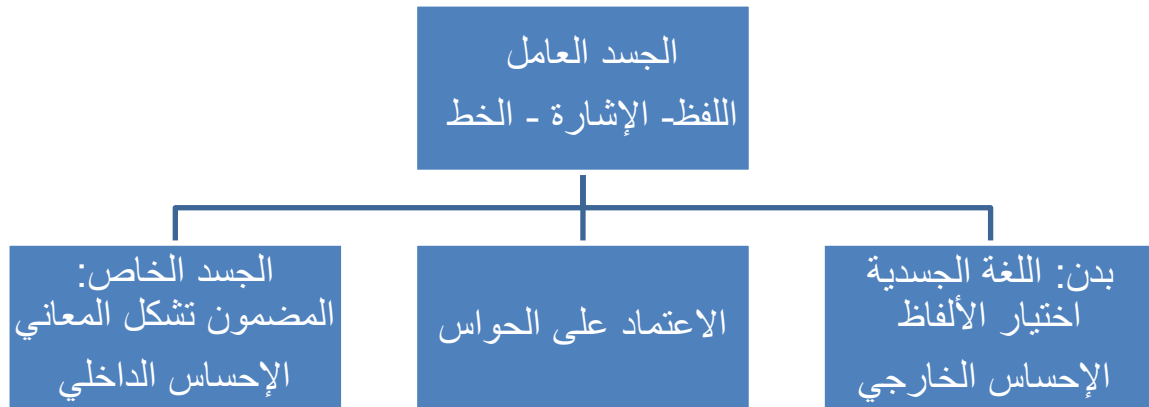 الجسد العامل
اللفظ- الإشارة - الخط
بدن: اللغة الجسدية
اختيار الألفاظ
الإحساس الخارجي
الاعتماد على الحواس
الجسد الخاص:
المضمون تشكل المعاني
الإحساس الداخلي